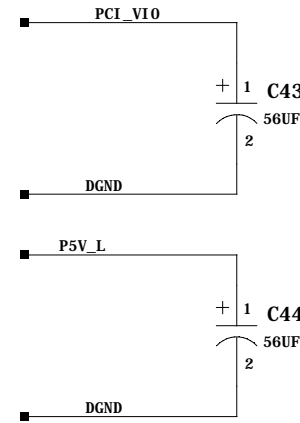 PCI_VIO
+ 1 C43
56UF
2
DGND
P5V_L
+ 1 C44
56UF
2
DGND